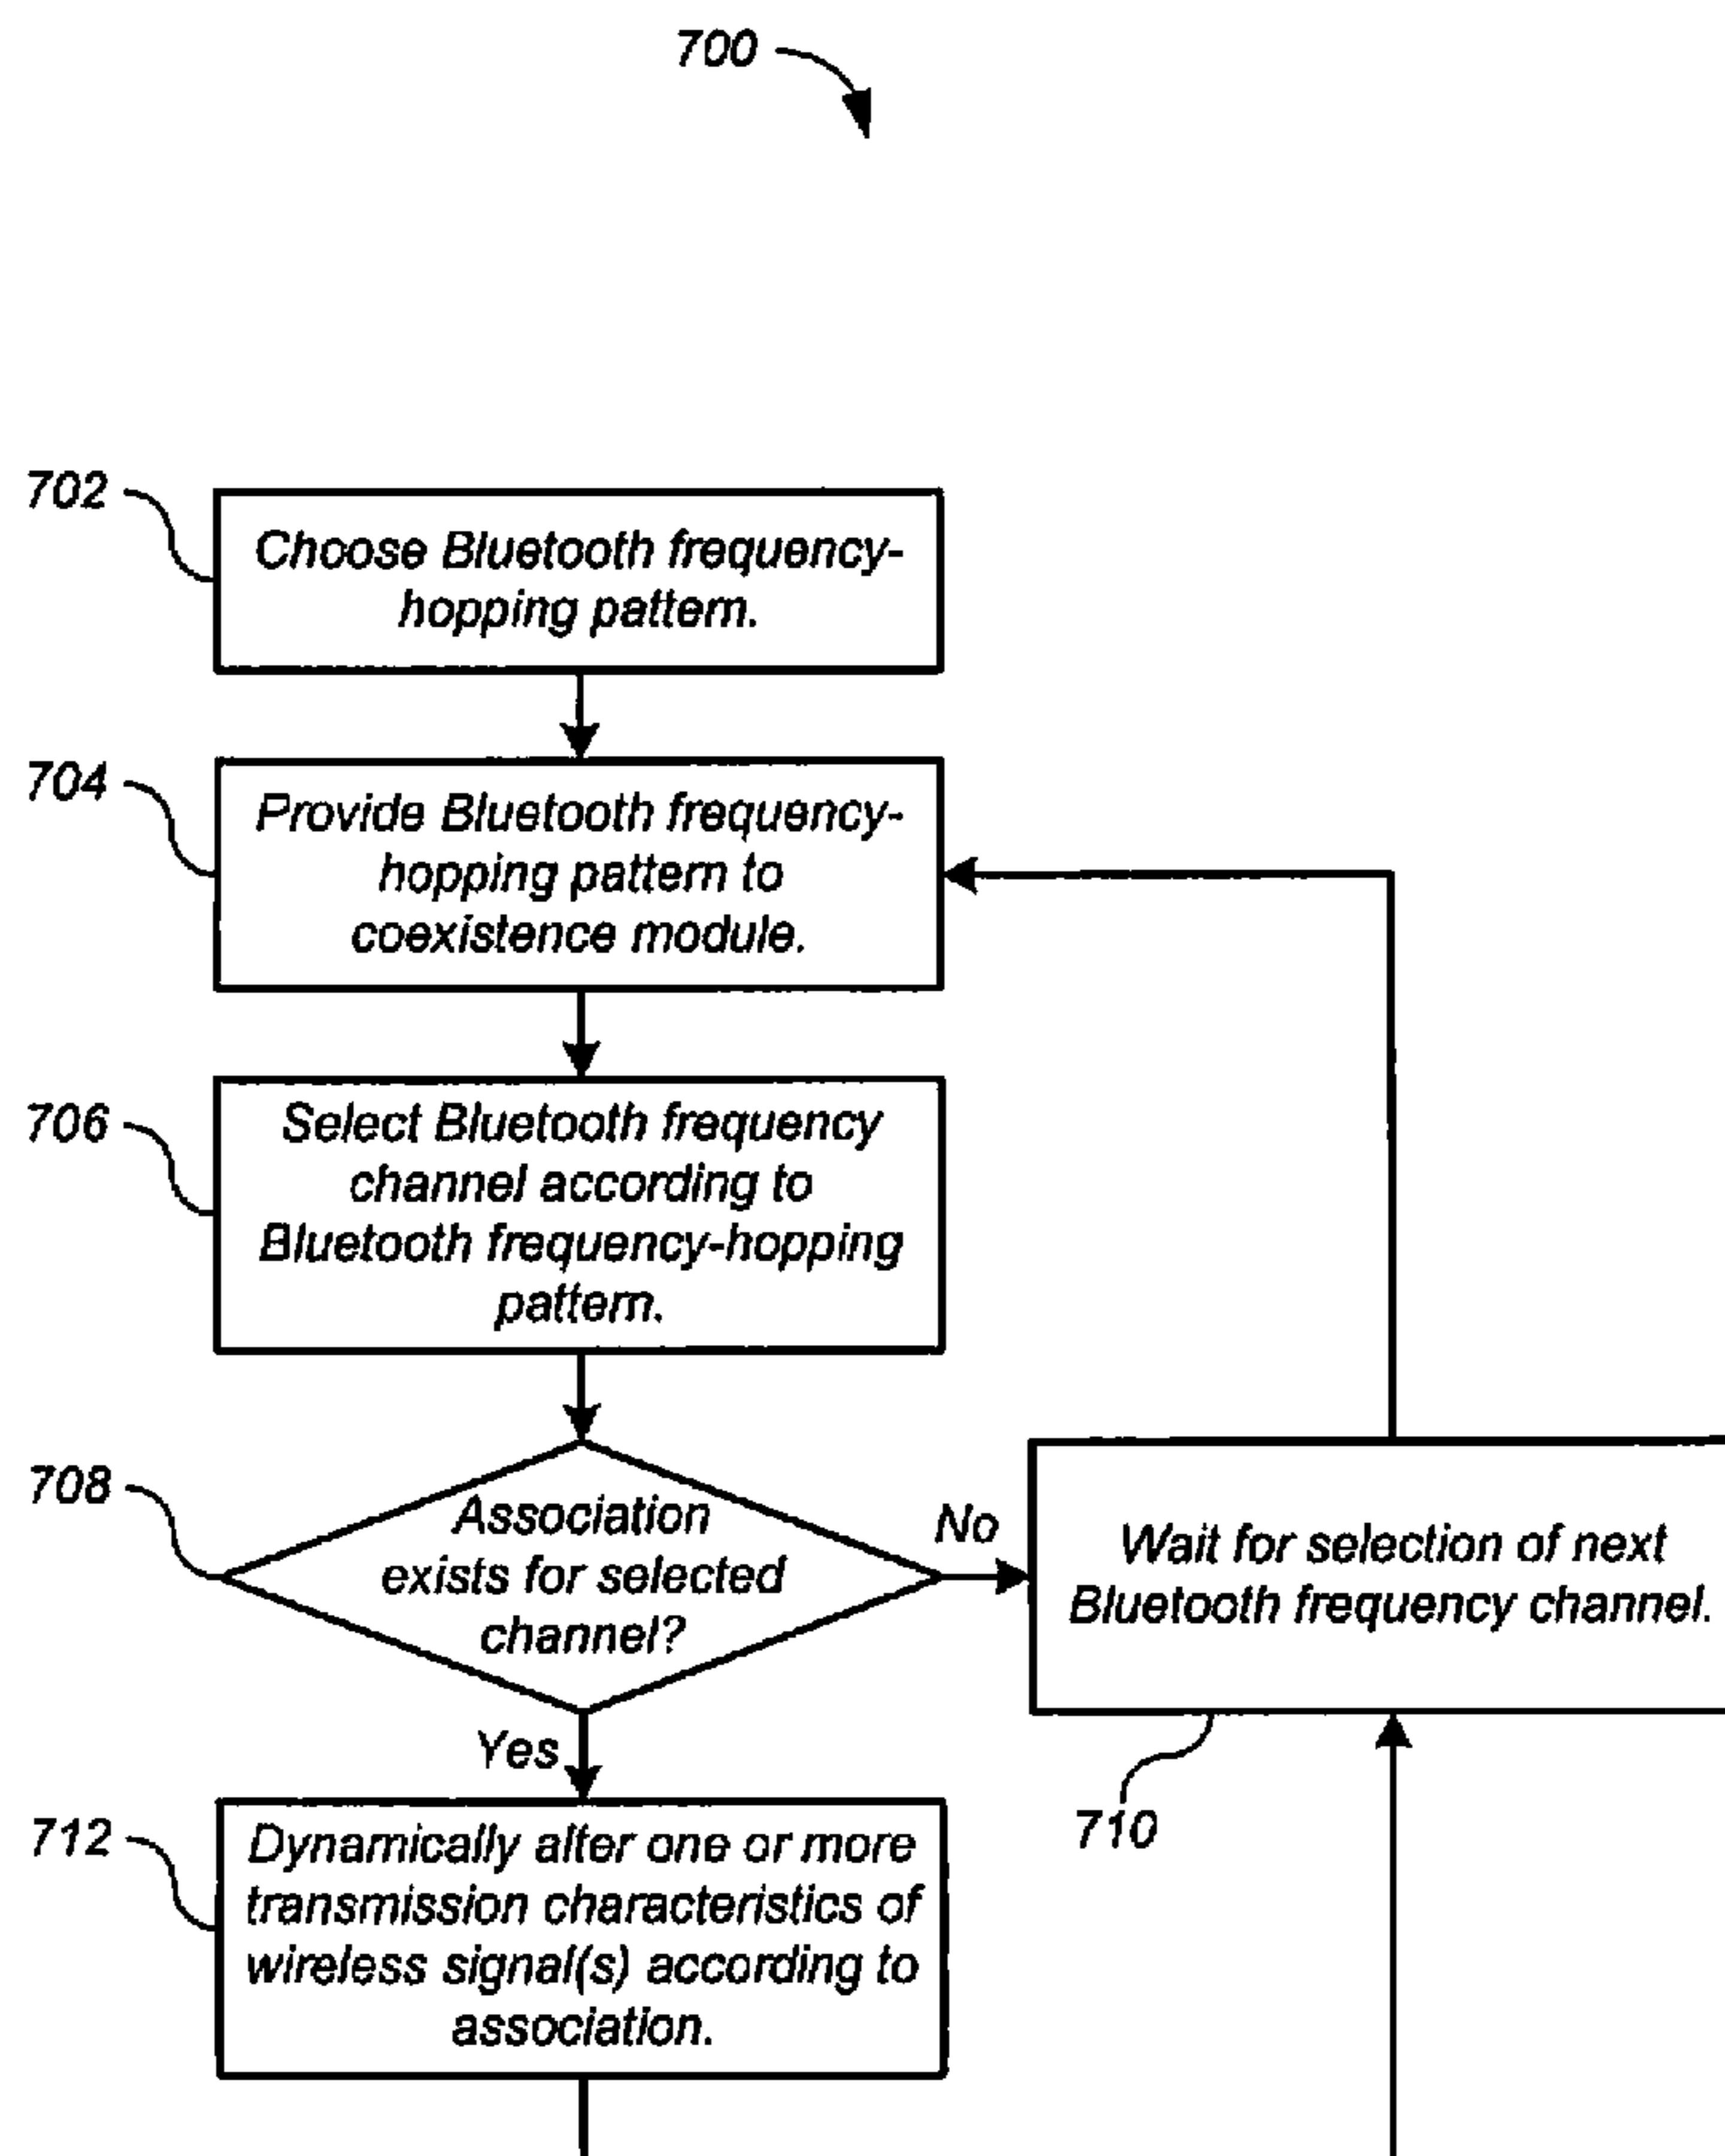 700
702
Choose Bluetooth frequency-
hopping pattern.
704
Provide Bluetooth frequency-
hopping pattern to
coexistence module.
706
Select Bluetooth frequency
channel according to
Bluetooth frequency-hopping
pattern.
708
Association
exists for selected
channel?
No
Wait for selection of next
Bluetooth frequency channel.
710
Yes
712
Dynamically alter one or more
transmission characteristics of
wireless signal(s) according to
association.